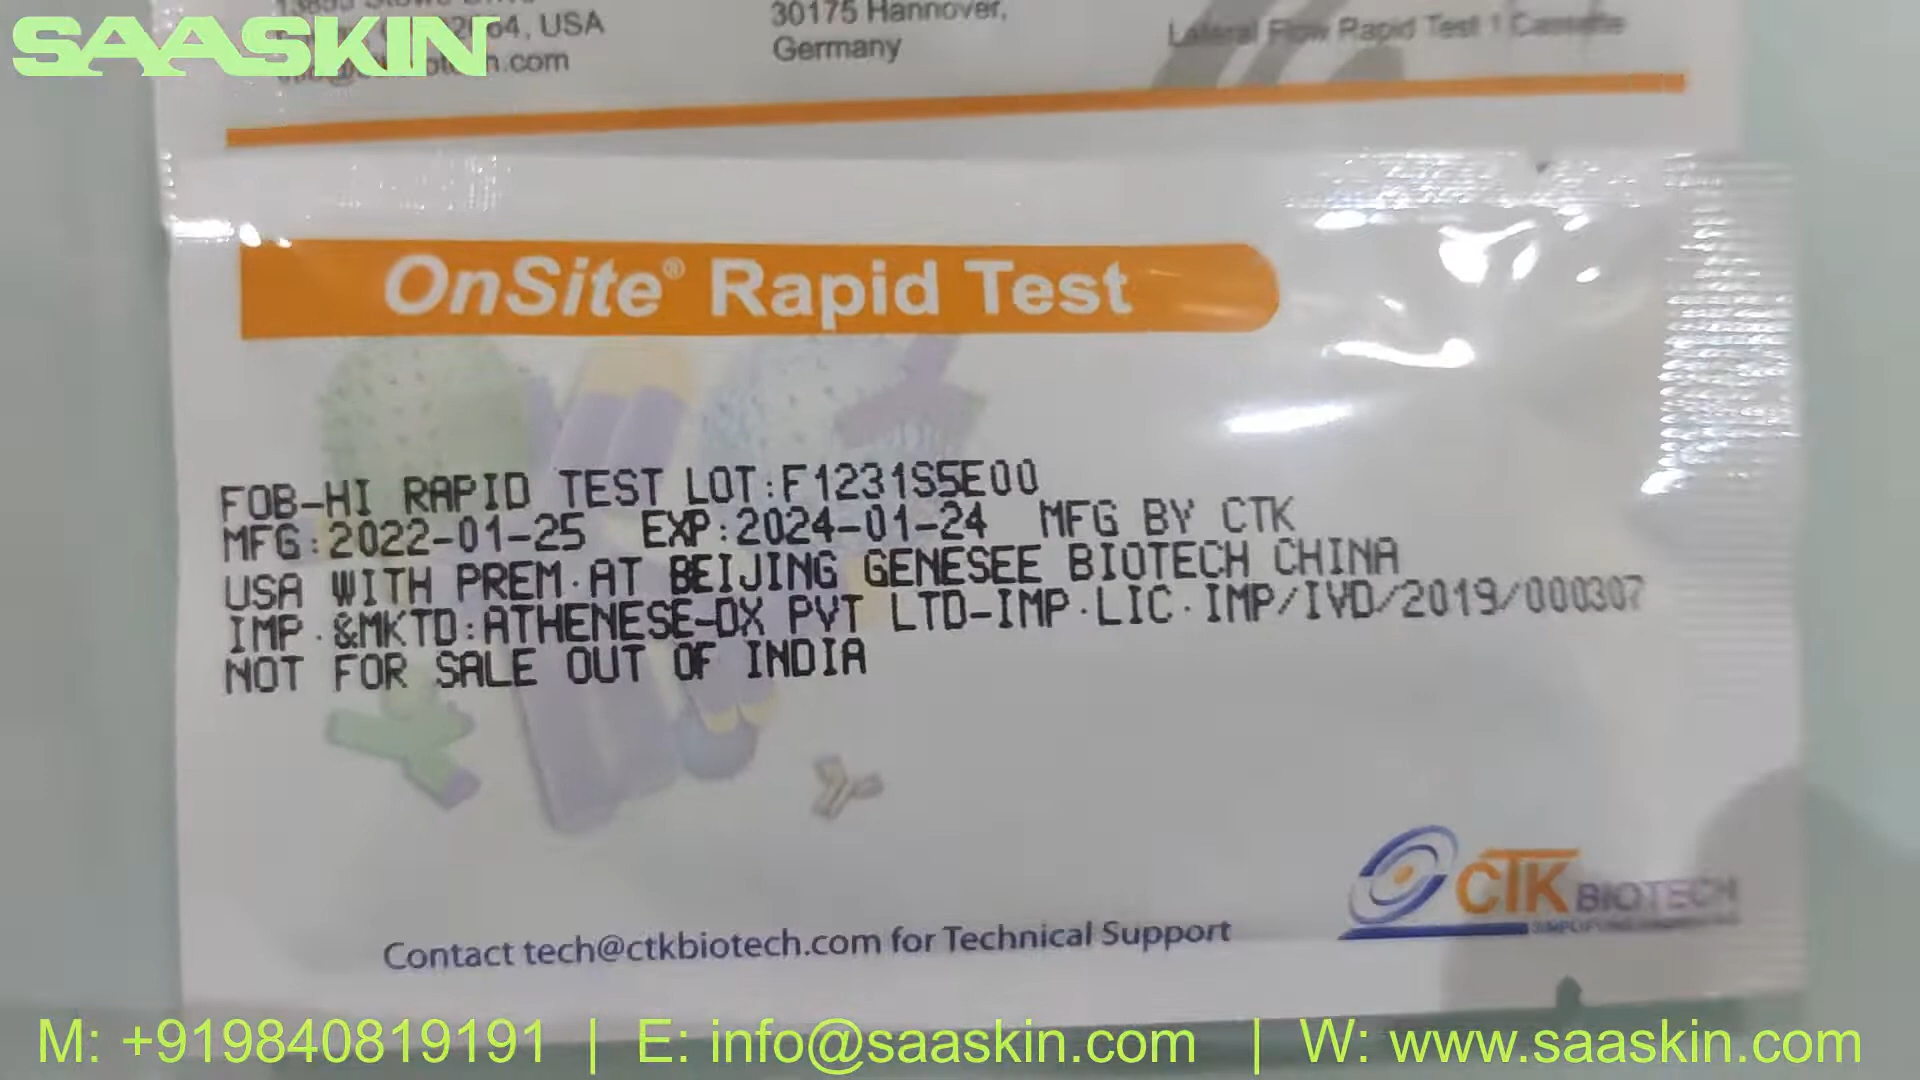 SAASKIN
USA
.com
30175 Hannover,
Germany
Lateral Flow Rapid Test 1 Cassette
OnSite® Rapid Test
FOB-HI RAPID TEST LOT:F1231S5E00
MFG:2022-01-25 EXP:2024-01-24 MFG BY CTK
USA WITH PREM.AT BEIJING GENESEE BIOTECH CHINA
IMP.&MKTD:ATHENESE-DX PVT LTD-IMP.LIC.IMP/IVD/2019/000307
NOT FOR SALE OUT OF INDIA
CTK BIOTECH
Contact tech@ctkbiotech.com for Technical Support
M: +919840819191 | E: info@saaskin.com | W: www.saaskin.com